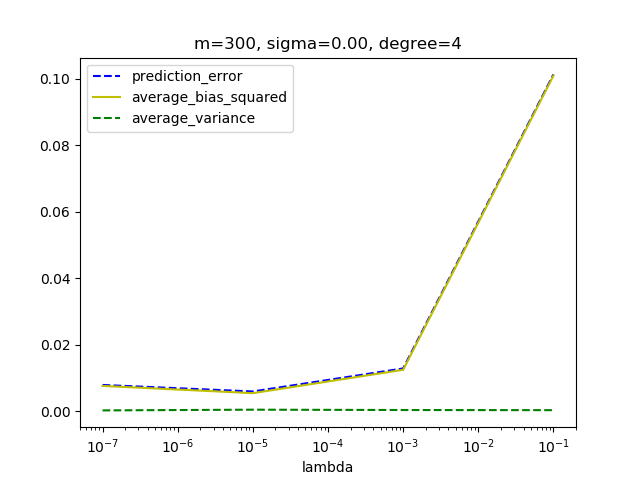 m=300, sigma=0.00, degree=4
prediction_error
average_bias_squared
average_variance
0.10
0.08
0.06
0.04
0.02
0.00
10⁻⁷ 10⁻⁶ 10⁻⁵ 10⁻⁴ 10⁻³ 10⁻² 10⁻¹
lambda